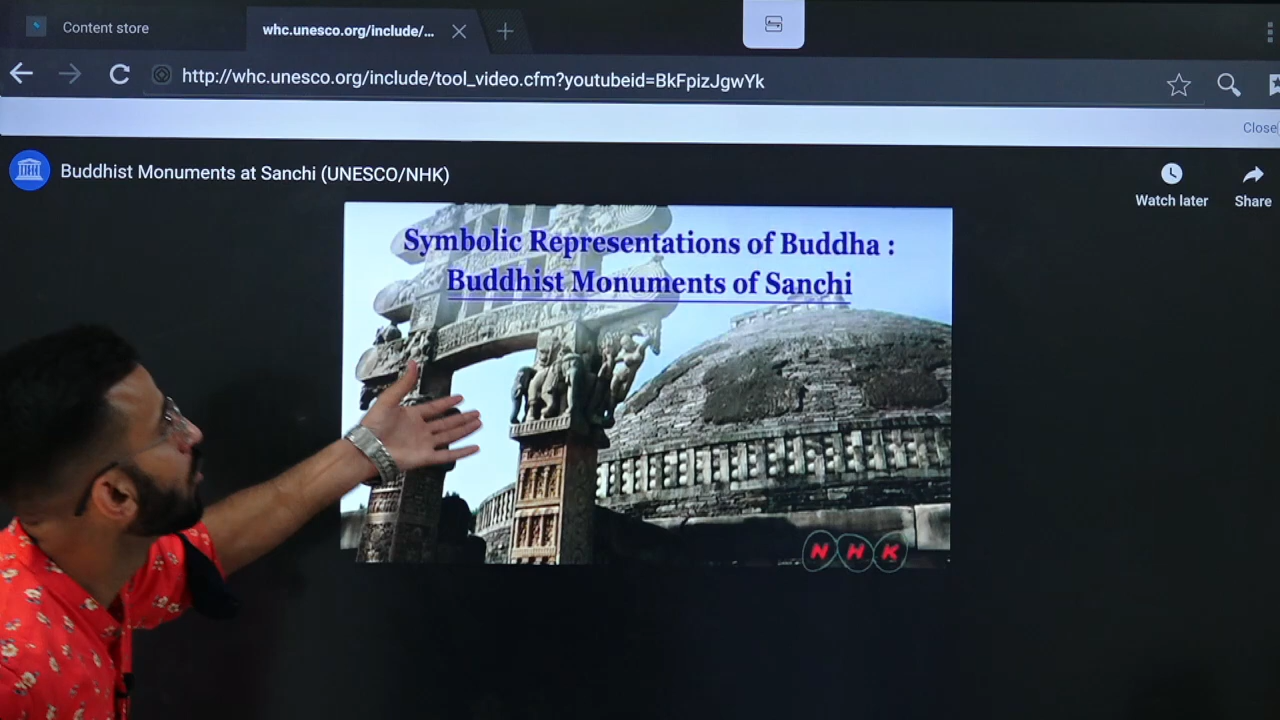 Content store
whc.unesco.org/include/...
http://whc.unesco.org/include/tool_video.cfm?youtubeid=BkFpizJgwYk
Close
Buddhist Monuments at Sanchi (UNESCO/NHK)
Watch later
Share
Symbolic Representations of Buddha :
Buddhist Monuments of Sanchi
NHK